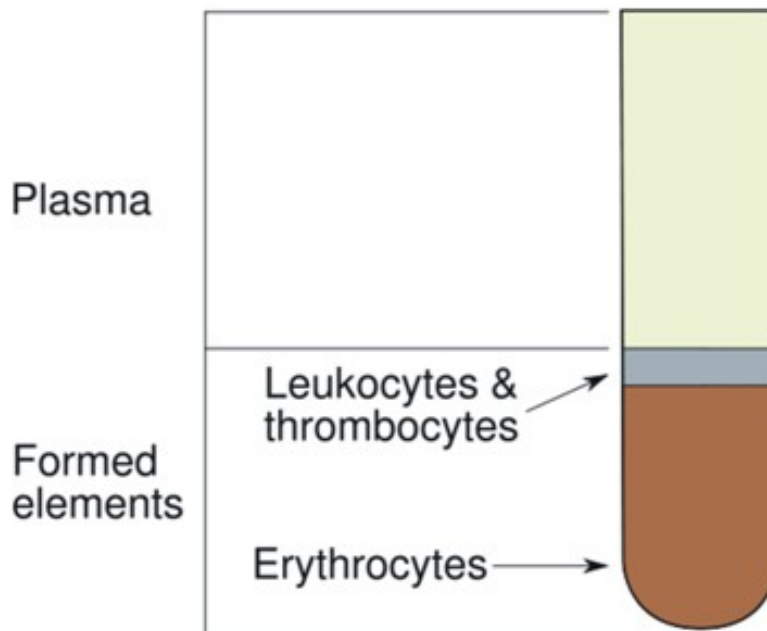 Plasma
Leukocytes &
thrombocytes
Formed
elements
Erythrocytes